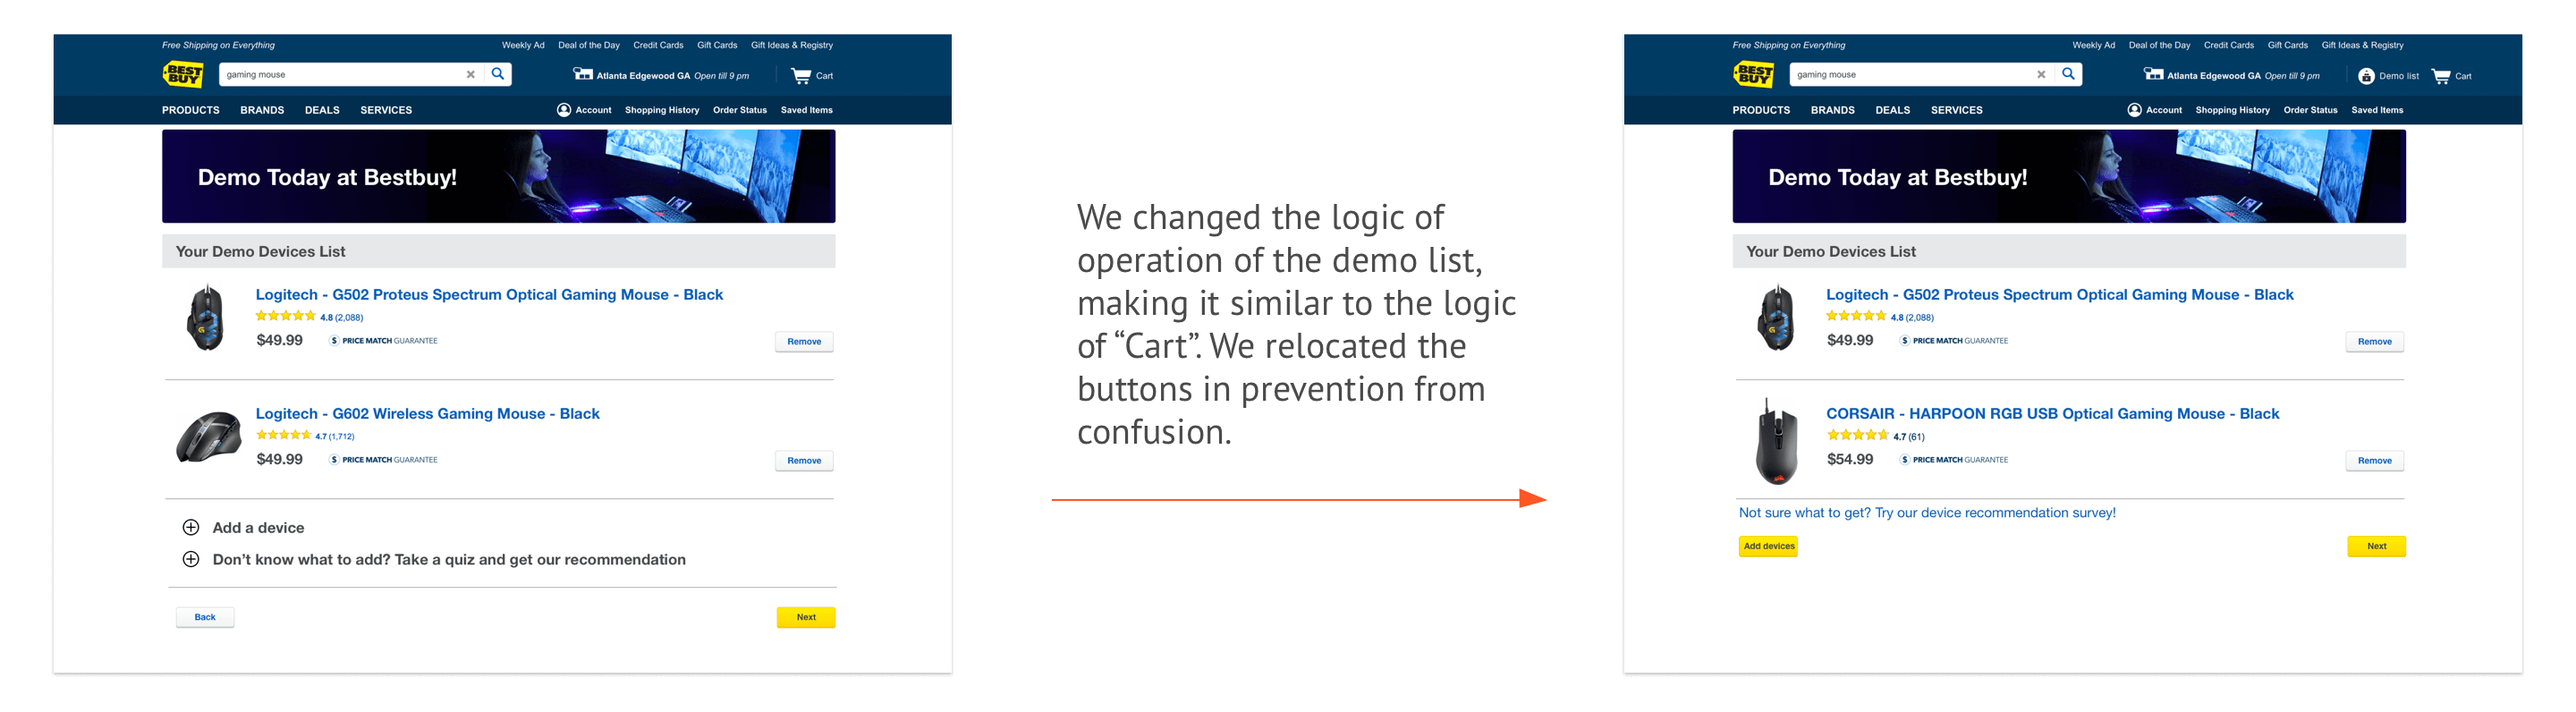 Free Shipping on Everything
Weekly Ad Deal of the Day Credit Cards Gift Cards Gift Ideas & Registry
BEST BUY
gaming mouse
Atlanta Edgewood GA Open till 9 pm
Cart
PRODUCTS BRANDS DEALS SERVICES
Account Shopping History Order Status Saved Items
Demo Today at Bestbuy!
Your Demo Devices List
Logitech - G502 Proteus Spectrum Optical Gaming Mouse - Black
4.8 (2,088)
$49.99 $ PRICE MATCH GUARANTEE
Remove
Logitech - G602 Wireless Gaming Mouse - Black
4.7 (1,712)
$49.99 $ PRICE MATCH GUARANTEE
Remove
Add a device
Don't know what to add? Take a quiz and get our recommendation
Back
Next
We changed the logic of
operation of the demo list,
making it similar to the logic
of “Cart”. We relocated the
buttons in prevention from
confusion.
Free Shipping on Everything
Weekly Ad Deal of the Day Credit Cards Gift Cards Gift Ideas & Registry
BEST BUY
gaming mouse
Atlanta Edgewood GA Open till 9 pm
Demo list
Cart
PRODUCTS BRANDS DEALS SERVICES
Account Shopping History Order Status Saved Items
Demo Today at Bestbuy!
Your Demo Devices List
Logitech - G502 Proteus Spectrum Optical Gaming Mouse - Black
4.8 (2,088)
$49.99 $ PRICE MATCH GUARANTEE
Remove
CORSAIR - HARPOON RGB USB Optical Gaming Mouse - Black
4.7 (61)
$54.99 $ PRICE MATCH GUARANTEE
Remove
Not sure what to get? Try our device recommendation survey!
Add devices
Next